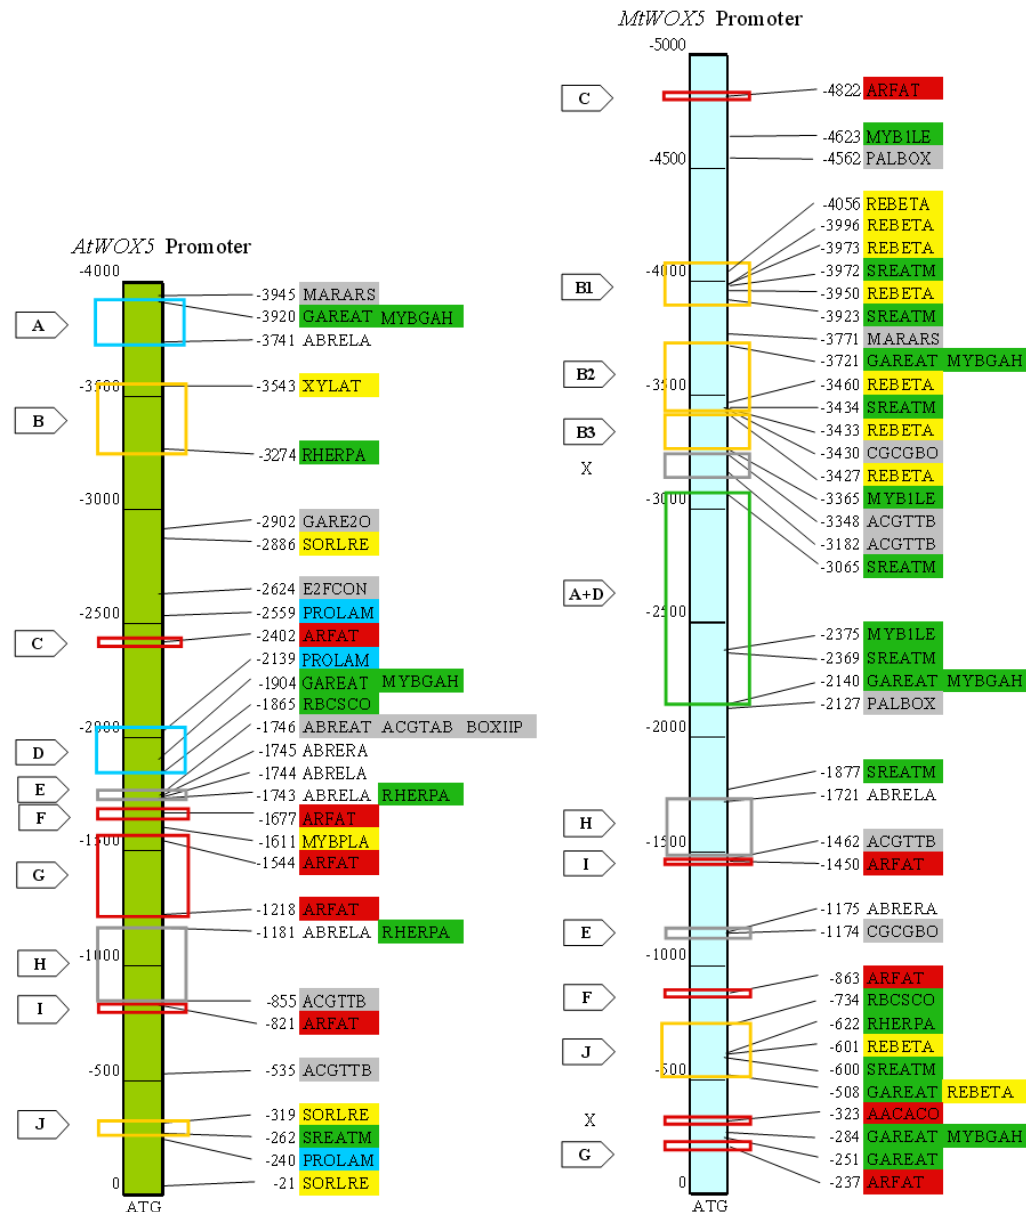 AtWOX5 Promoter
-4000
-3945 MARARS
-3920 GAREAT MYBGAH
A
-3741 ABRELA
-3500
-3543 XYLAT
B
-3274 RHERPA
-3000
-2902 GARE2O
-2886 SORLRE
-2624 E2FCON
-2500
-2559 PROLAM
C
-2402 ARFAT
-2139 PROLAM
-1904 GAREAT MYBGAH
-1865 RBCSCO
-2000
-1746 ABREAT ACGTAB BOXIIP
D
-1745 ABRERA
-1744 ABRELA
E
-1743 ABRELA RHERPA
F
-1677 ARFAT
-1611 MYBPLA
-1500
-1544 ARFAT
G
-1218 ARFAT
-1181 ABRELA RHERPA
-1000
H
-855 ACGTTB
I
-821 ARFAT
-535 ACGTTB
-500
-319 SORLRE
J
-262 SREATM
-240 PROLAM
-21 SORLRE
0
ATG
MtWOX5 Promoter
-5000
C
-4822 ARFAT
-4623 MYB1LE
-4500
-4562 PALBOX
-4056 REBETA
-3996 REBETA
-3973 REBETA
-4000
-3972 SREATM
B1
-3950 REBETA
-3923 SREATM
-3771 MARARS
-3721 GAREAT MYBGAH
B2
-3500
-3460 REBETA
-3434 SREATM
B3
-3433 REBETA
-3430 CGCGBO
X
-3427 REBETA
-3000
-3365 MYB1LE
-3348 ACGTTB
-3182 ACGTTB
-3065 SREATM
A+D
-2500
-2375 MYB1LE
-2369 SREATM
-2140 GAREAT MYBGAH
-2127 PALBOX
-2000
-1877 SREATM
-1721 ABRELA
H
-1500
-1462 ACGTTB
I
-1450 ARFAT
-1175 ABRERA
E
-1174 CGCGBO
-1000
-863 ARFAT
F
-734 RBCSCO
-622 RHERPA
J
-601 REBETA
-500
-600 SREATM
-508 GAREAT REBETA
X
-323 AACACO
-284 GAREAT MYBGAH
G
-251 GAREAT
-237 ARFAT
0
ATG